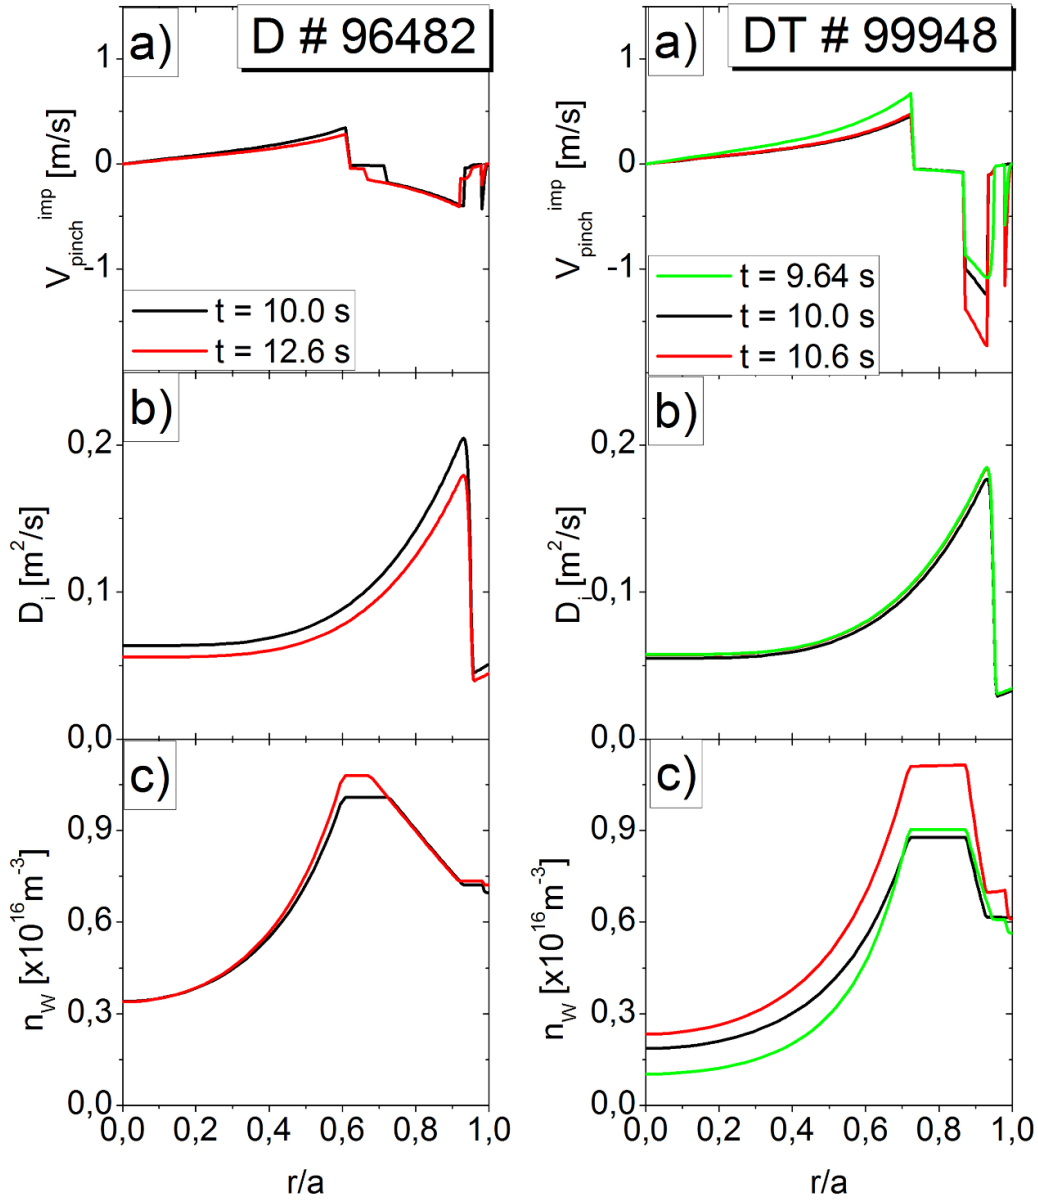 D # 96482
a)
1
0
-1
V_pinch^imp [m/s]
t = 10.0 s
t = 12.6 s
b)
0,2
0,1
0,0
D_i [m²/s]
c)
0,9
0,6
0,3
0,0
n_W [x10^16 m^-3]
0,0 0,2 0,4 0,6 0,8 1,0
r/a
DT # 99948
a)
1
0
-1
V_pinch^imp [m/s]
t = 9.64 s
t = 10.0 s
t = 10.6 s
b)
0,2
0,1
0,0
D_i [m²/s]
c)
0,9
0,6
0,3
0,0
n_W [x10^16 m^-3]
0,0 0,2 0,4 0,6 0,8 1,0
r/a